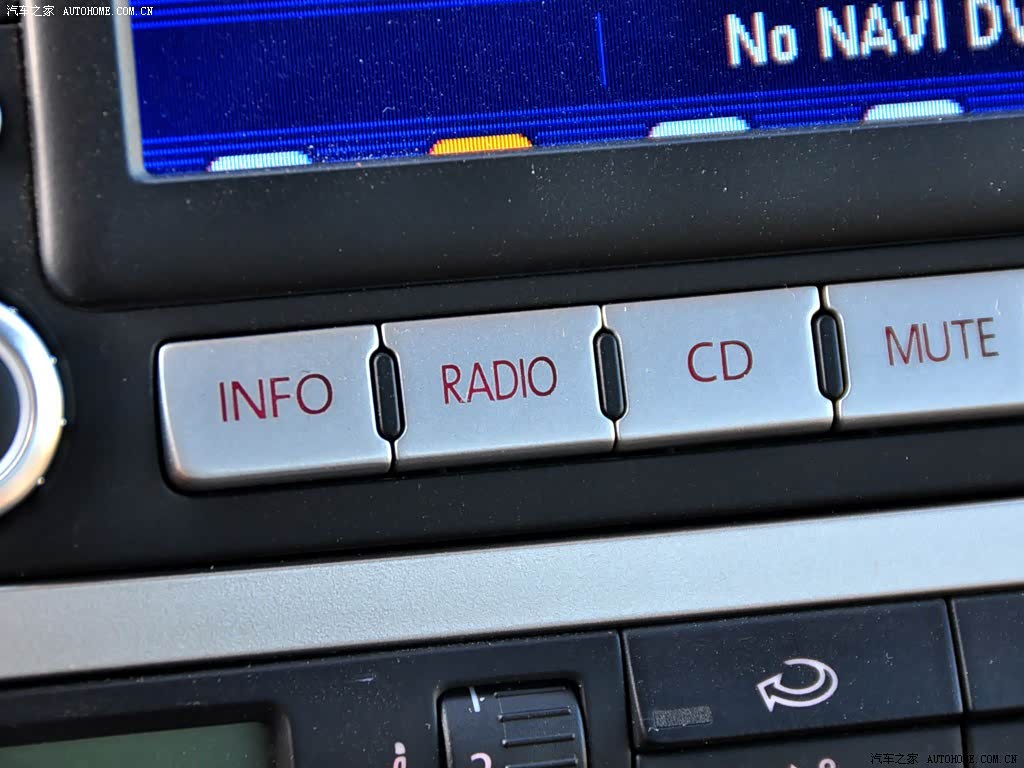 汽车之家 AUTOHOME.COM.CN
No NAVI DV
INFO RADIO CD MUTE
汽车之家 AUTOHOME.COM.CN